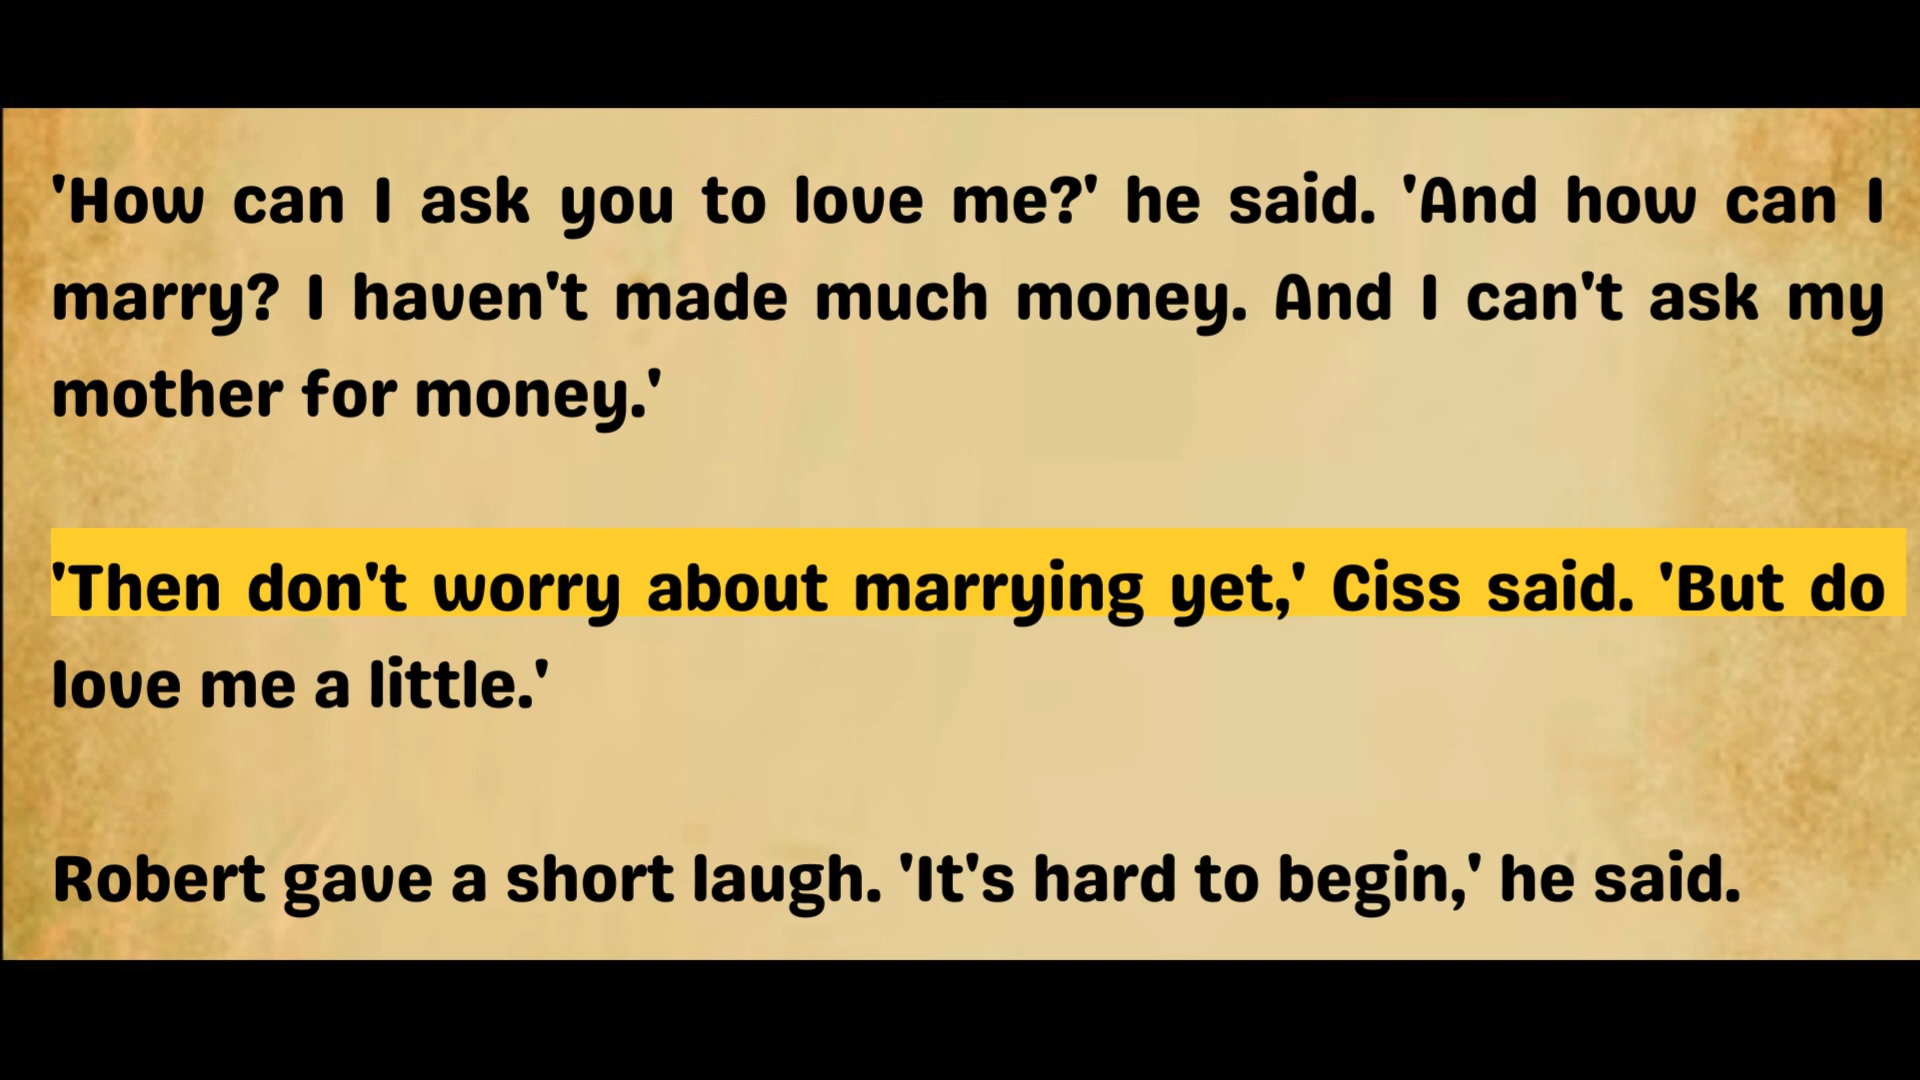 'How can I ask you to love me?' he said. 'And how can I
marry? I haven't made much money. And I can't ask my
mother for money.'
'Then don't worry about marrying yet,' Ciss said. 'But do
love me a little.'
Robert gave a short laugh. 'It's hard to begin,' he said.